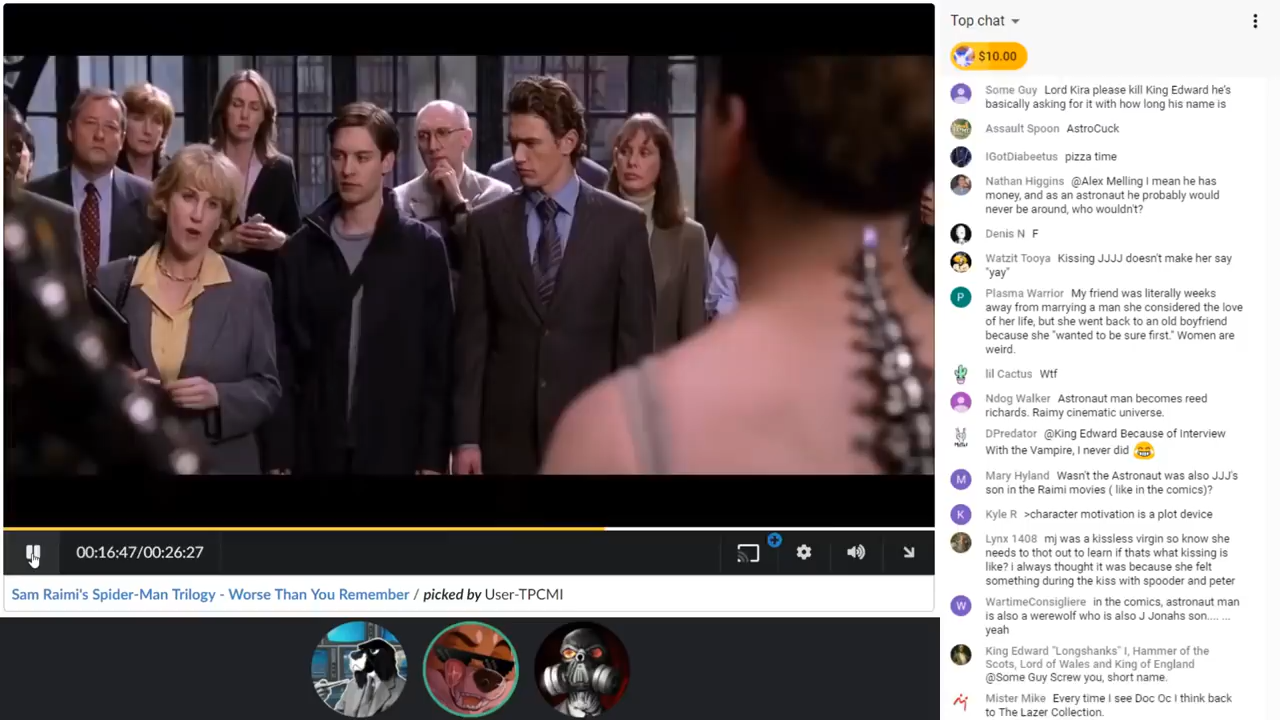 Top chat
$10.00
Some Guy Lord Kira please kill King Edward he's
basically asking for it with how long his name is
Assault Spoon AstroCuck
IGotDiabeetus pizza time
Nathan Higgins @Alex Melling I mean he has
money, and as an astronaut he probably would
never be around, who wouldn't?
Denis N F
Watzit Tooya Kissing JJJJ doesn't make her say
"yay"
P
Plasma Warrior My friend was literally weeks
away from marrying a man she considered the love
of her life, but she went back to an old boyfriend
because she "wanted to be sure first." Women are
weird.
lil Cactus Wtf
Ndog Walker Astronaut man becomes reed
richards. Raimy cinematic universe.
DPredator @King Edward Because of Interview
With the Vampire, I never did
M
Mary Hyland Wasn't the Astronaut was also JJJ's
son in the Raimi movies ( like in the comics)?
K
Kyle R >character motivation is a plot device
Lynx 1408 mj was a kissless virgin so know she
needs to thot out to learn if thats what kissing is
like? i always thought it was because she felt
something during the kiss with spooder and peter
W
WartimeConsigliere in the comics, astronaut man
is also a werewolf who is also J Jonahs son.... ...
yeah
King Edward "Longshanks" I, Hammer of the
Scots, Lord of Wales and King of England
@Some Guy Screw you, short name.
Mister Mike Every time I see Doc Oc I think back
to The Lazer Collection.
00:16:47/00:26:27
Sam Raimi's Spider-Man Trilogy - Worse Than You Remember / picked by User-TPCMI